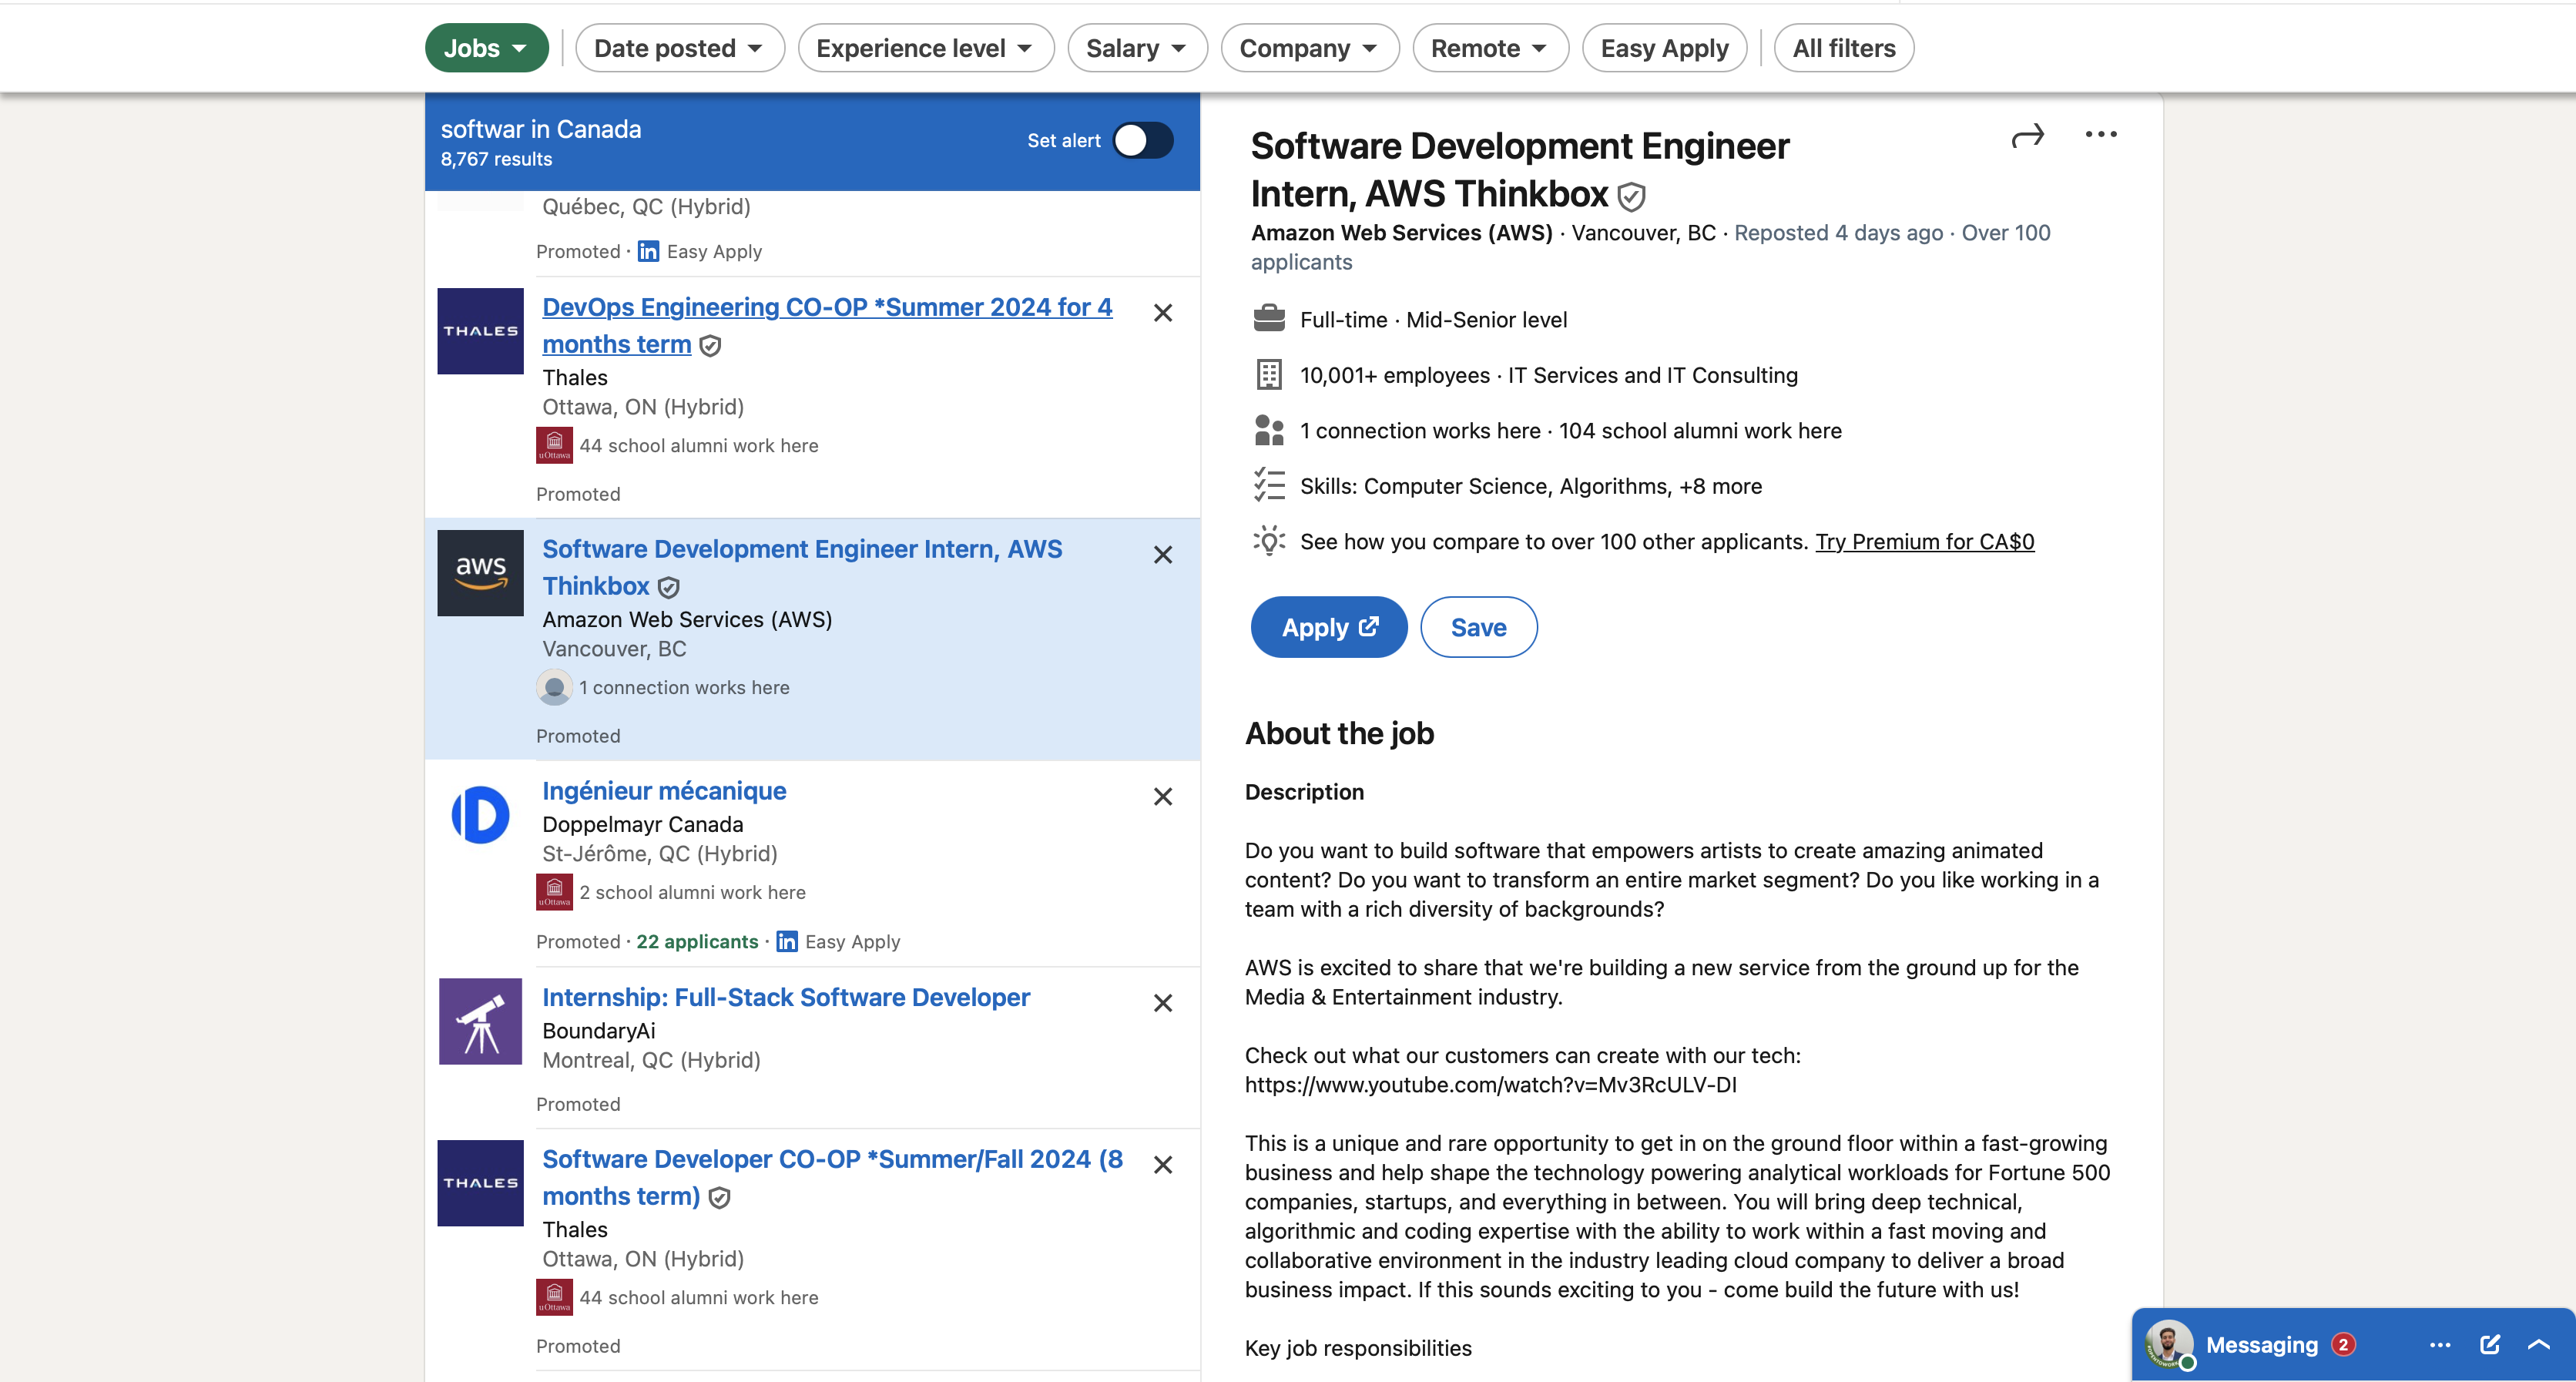 Jobs
Date posted
Experience level
Salary
Company
Remote
Easy Apply
All filters
softwar in Canada
8,767 results
Set alert
Québec, QC (Hybrid)
Promoted · in Easy Apply
THALES
DevOps Engineering CO-OP *Summer 2024 for 4
months term
Thales
Ottawa, ON (Hybrid)
uOttawa
44 school alumni work here
Promoted
aws
Software Development Engineer Intern, AWS
Thinkbox
Amazon Web Services (AWS)
Vancouver, BC
1 connection works here
Promoted
D
Ingénieur mécanique
Doppelmayr Canada
St-Jérôme, QC (Hybrid)
uOttawa
2 school alumni work here
Promoted · 22 applicants · in Easy Apply
Internship: Full-Stack Software Developer
BoundaryAi
Montreal, QC (Hybrid)
Promoted
THALES
Software Developer CO-OP *Summer/Fall 2024 (8
months term)
Thales
Ottawa, ON (Hybrid)
uOttawa
44 school alumni work here
Promoted
Software Development Engineer
Intern, AWS Thinkbox
Amazon Web Services (AWS) · Vancouver, BC · Reposted 4 days ago · Over 100
applicants
Full-time · Mid-Senior level
10,001+ employees · IT Services and IT Consulting
1 connection works here · 104 school alumni work here
Skills: Computer Science, Algorithms, +8 more
See how you compare to over 100 other applicants. Try Premium for CA$0
Apply
Save
About the job
Description
Do you want to build software that empowers artists to create amazing animated
content? Do you want to transform an entire market segment? Do you like working in a
team with a rich diversity of backgrounds?
AWS is excited to share that we're building a new service from the ground up for the
Media & Entertainment industry.
Check out what our customers can create with our tech:
https://www.youtube.com/watch?v=Mv3RcULV-DI
This is a unique and rare opportunity to get in on the ground floor within a fast-growing
business and help shape the technology powering analytical workloads for Fortune 500
companies, startups, and everything in between. You will bring deep technical,
algorithmic and coding expertise with the ability to work within a fast moving and
collaborative environment in the industry leading cloud company to deliver a broad
business impact. If this sounds exciting to you - come build the future with us!
Key job responsibilities
Messaging 2